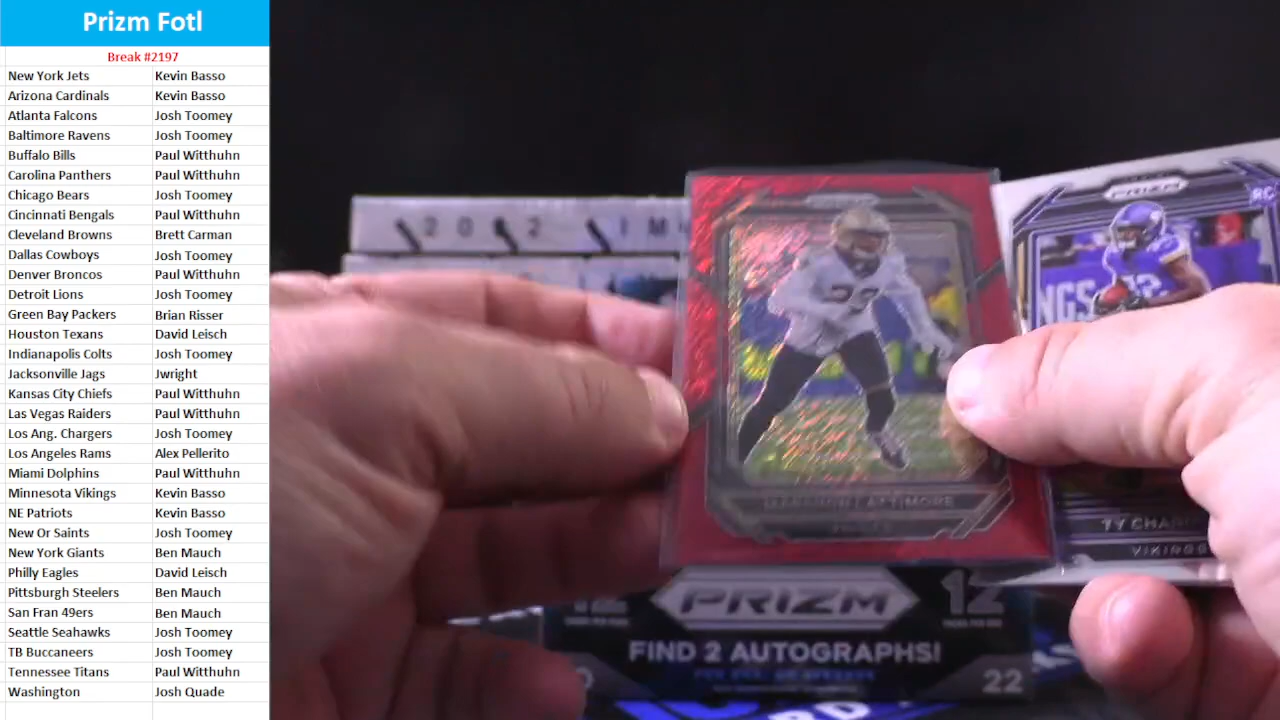 Prizm Fotl
Break #2197
New York Jets Kevin Basso
Arizona Cardinals Kevin Basso
Atlanta Falcons Josh Toomey
Baltimore Ravens Josh Toomey
Buffalo Bills Paul Witthuhn
Carolina Panthers Paul Witthuhn
Chicago Bears Josh Toomey
Cincinnati Bengals Paul Witthuhn
Cleveland Browns Brett Carman
Dallas Cowboys Josh Toomey
Denver Broncos Paul Witthuhn
Detroit Lions Josh Toomey
Green Bay Packers Brian Risser
Houston Texans David Leisch
Indianapolis Colts Josh Toomey
Jacksonville Jags Jwright
Kansas City Chiefs Paul Witthuhn
Las Vegas Raiders Paul Witthuhn
Los Ang. Chargers Josh Toomey
Los Angeles Rams Alex Pellerito
Miami Dolphins Paul Witthuhn
Minnesota Vikings Kevin Basso
NE Patriots Kevin Basso
New Or Saints Josh Toomey
New York Giants Ben Mauch
Philly Eagles David Leisch
Pittsburgh Steelers Ben Mauch
San Fran 49ers Ben Mauch
Seattle Seahawks Josh Toomey
TB Buccaneers Josh Toomey
Tennessee Titans Paul Witthuhn
Washington Josh Quade
PRIZM
RC
NGS
TY
VIKINGS
12 PRIZM 12
FIND 2 AUTOGRAPHS!
22